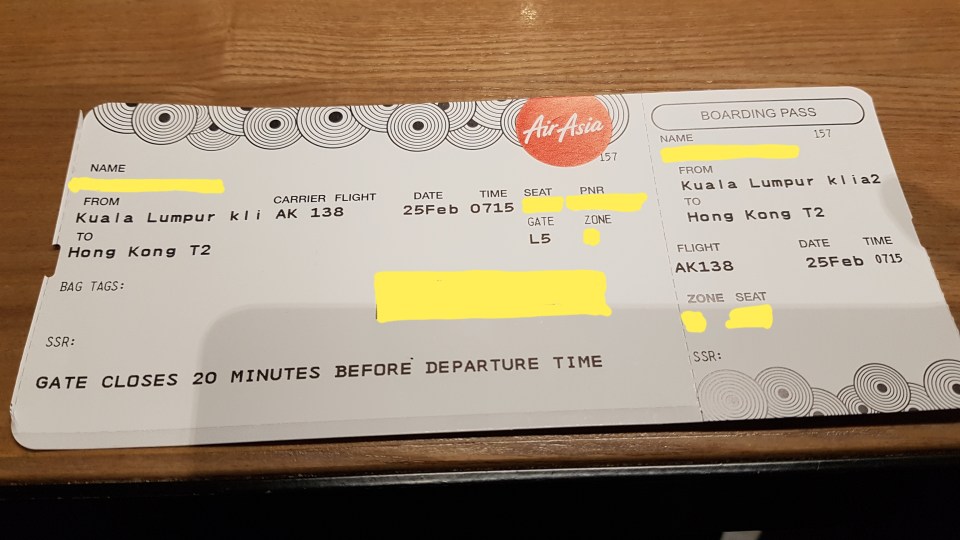 AirAsia
157
NAME
FROM
CARRIER FLIGHT
DATE TIME SEAT PNR
Kuala Lumpur kli AK 138 25Feb 0715
TO
GATE ZONE
Hong Kong T2
L5
BAG TAGS:
SSR:
GATE CLOSES 20 MINUTES BEFORE DEPARTURE TIME
BOARDING PASS
NAME 157
FROM
Kuala Lumpur klia2
TO
Hong Kong T2
FLIGHT DATE TIME
AK138 25Feb 0715
ZONE SEAT
SSR: